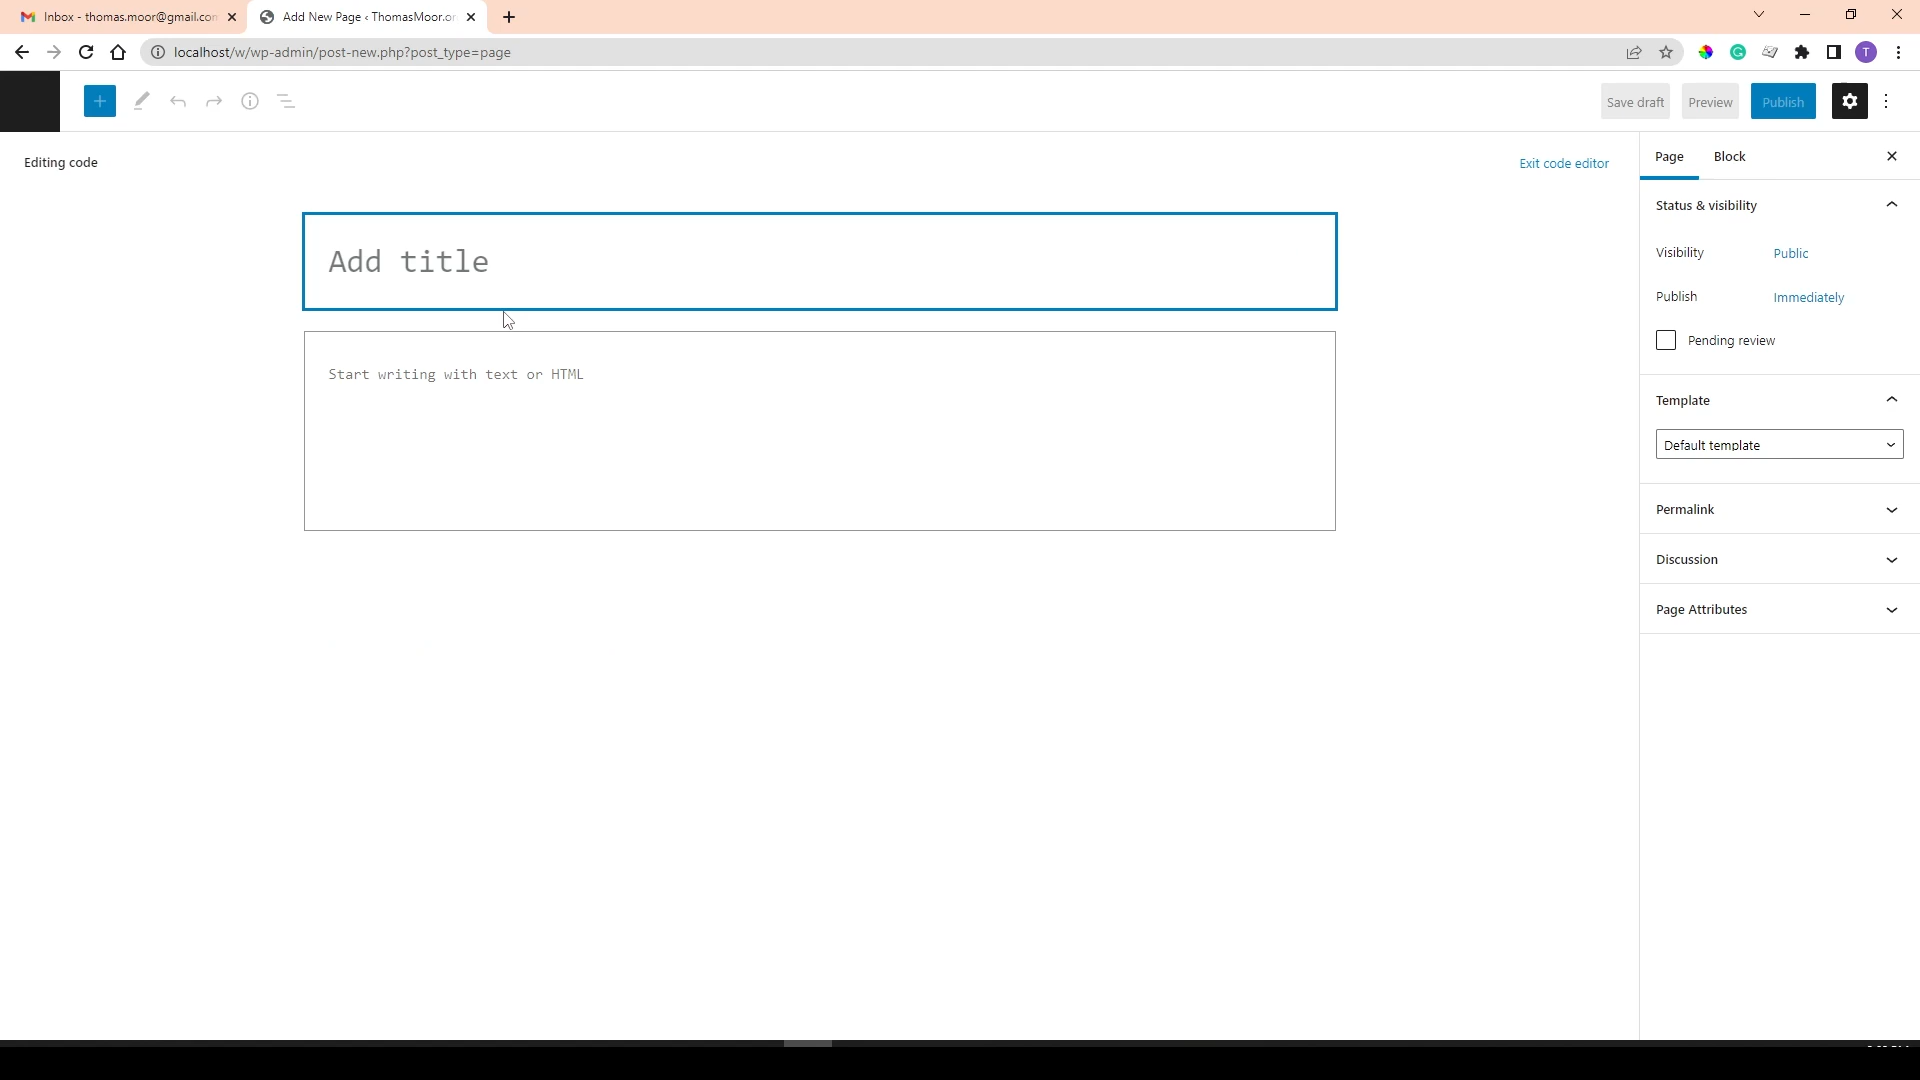 Inbox - thomas.moor@gmail.com
Add New Page ‹ ThomasMoor.or
localhost/w/wp-admin/post-new.php?post_type=page
T
Save draft
Preview
Publish
Editing code
Exit code editor
Page
Block
Add title
Start writing with text or HTML
Status & visibility
Visibility
Public
Publish
Immediately
Pending review
Template
Default template
Permalink
Discussion
Page Attributes